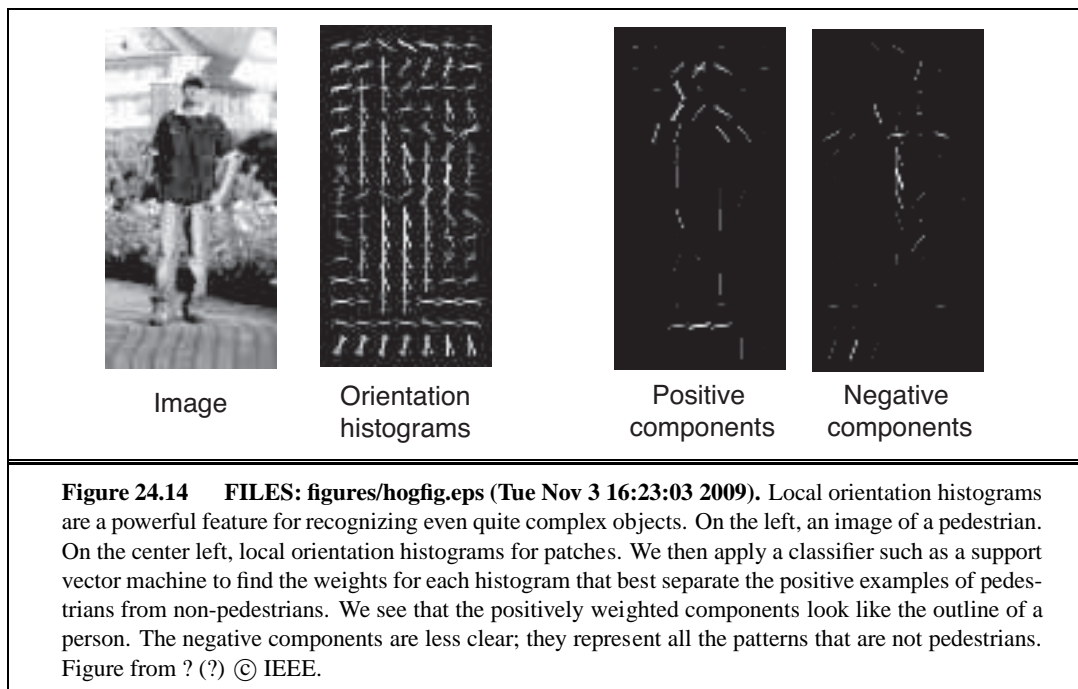 Image
Orientation
histograms
Positive
components
Negative
components
Figure 24.14 FILES: figures/hogfig.eps (Tue Nov 3 16:23:03 2009). Local orientation histograms
are a powerful feature for recognizing even quite complex objects. On the left, an image of a pedestrian.
On the center left, local orientation histograms for patches. We then apply a classifier such as a support
vector machine to find the weights for each histogram that best separate the positive examples of pedes-
trians from non-pedestrians. We see that the positively weighted components look like the outline of a
person. The negative components are less clear; they represent all the patterns that are not pedestrians.
Figure from ? (?) © IEEE.